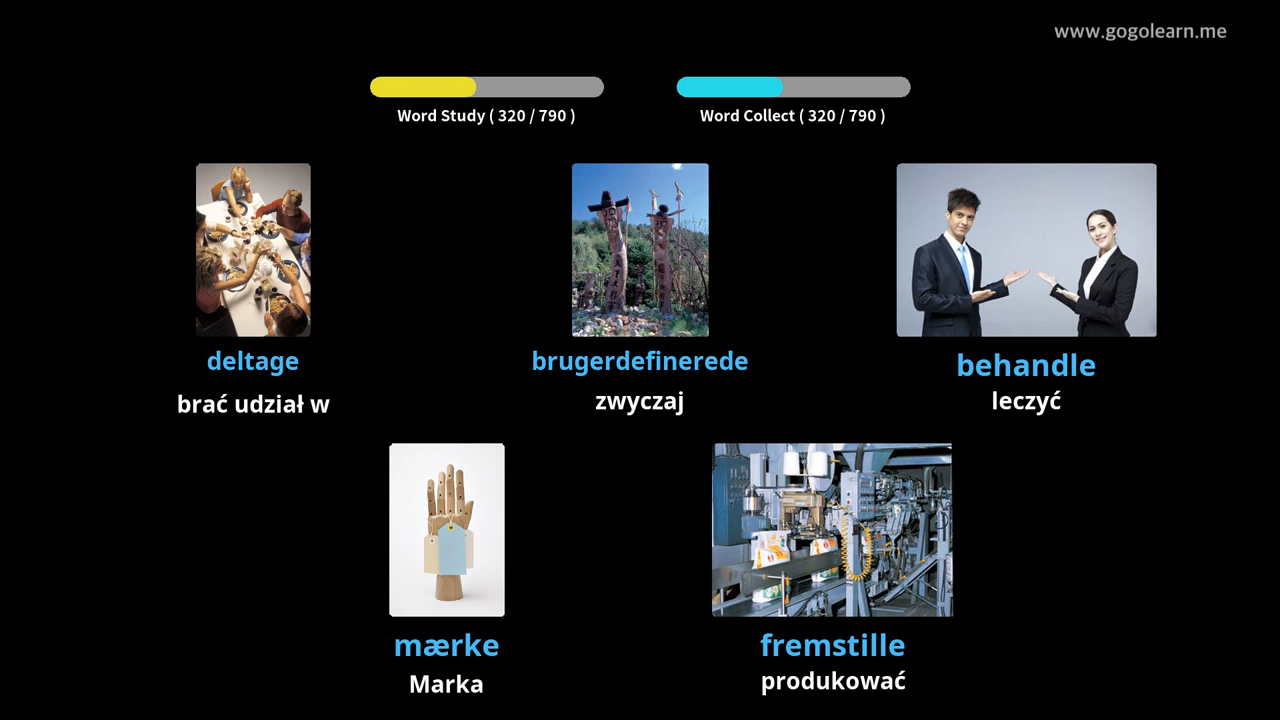 www.gogolearn.me
Word Study ( 320 / 790 )
Word Collect ( 320 / 790 )
deltage
brać udział w
brugerdefinerede
zwyczaj
behandle
leczyć
mærke
Marka
fremstille
produkować